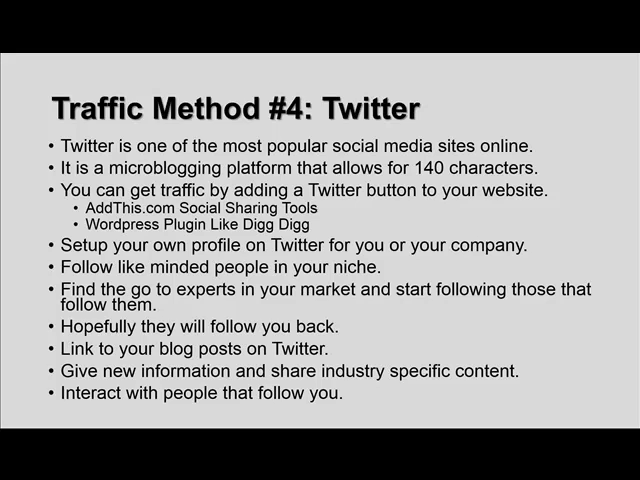 Traffic Method #4: Twitter
• Twitter is one of the most popular social media sites online.
• It is a microblogging platform that allows for 140 characters.
• You can get traffic by adding a Twitter button to your website.
• AddThis.com Social Sharing Tools
• Wordpress Plugin Like Digg Digg
• Setup your own profile on Twitter for you or your company.
• Follow like minded people in your niche.
• Find the go to experts in your market and start following those that
follow them.
• Hopefully they will follow you back.
• Link to your blog posts on Twitter.
• Give new information and share industry specific content.
• Interact with people that follow you.